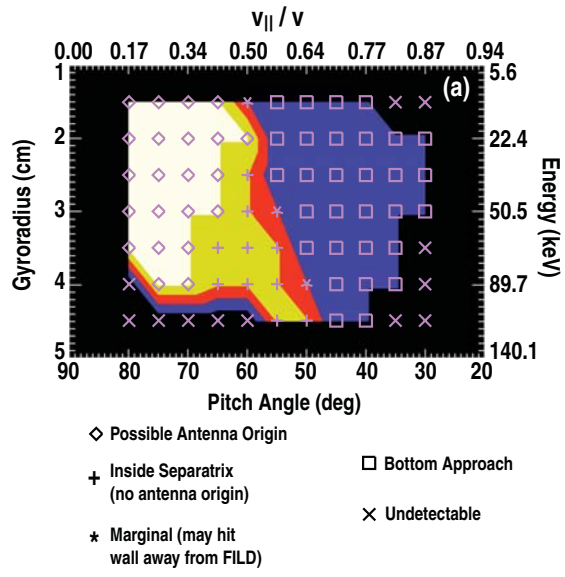 v|| / v
0.00 0.17 0.34 0.50 0.64 0.77 0.87 0.94
(a)
1 5.6
2 22.4
3 50.5
4 89.7
5 140.1
Gyroradius (cm)
Energy (keV)
90 80 70 60 50 40 30 20
Pitch Angle (deg)
Possible Antenna Origin
Inside Separatrix
(no antenna origin)
Marginal (may hit
wall away from FILD)
Bottom Approach
Undetectable